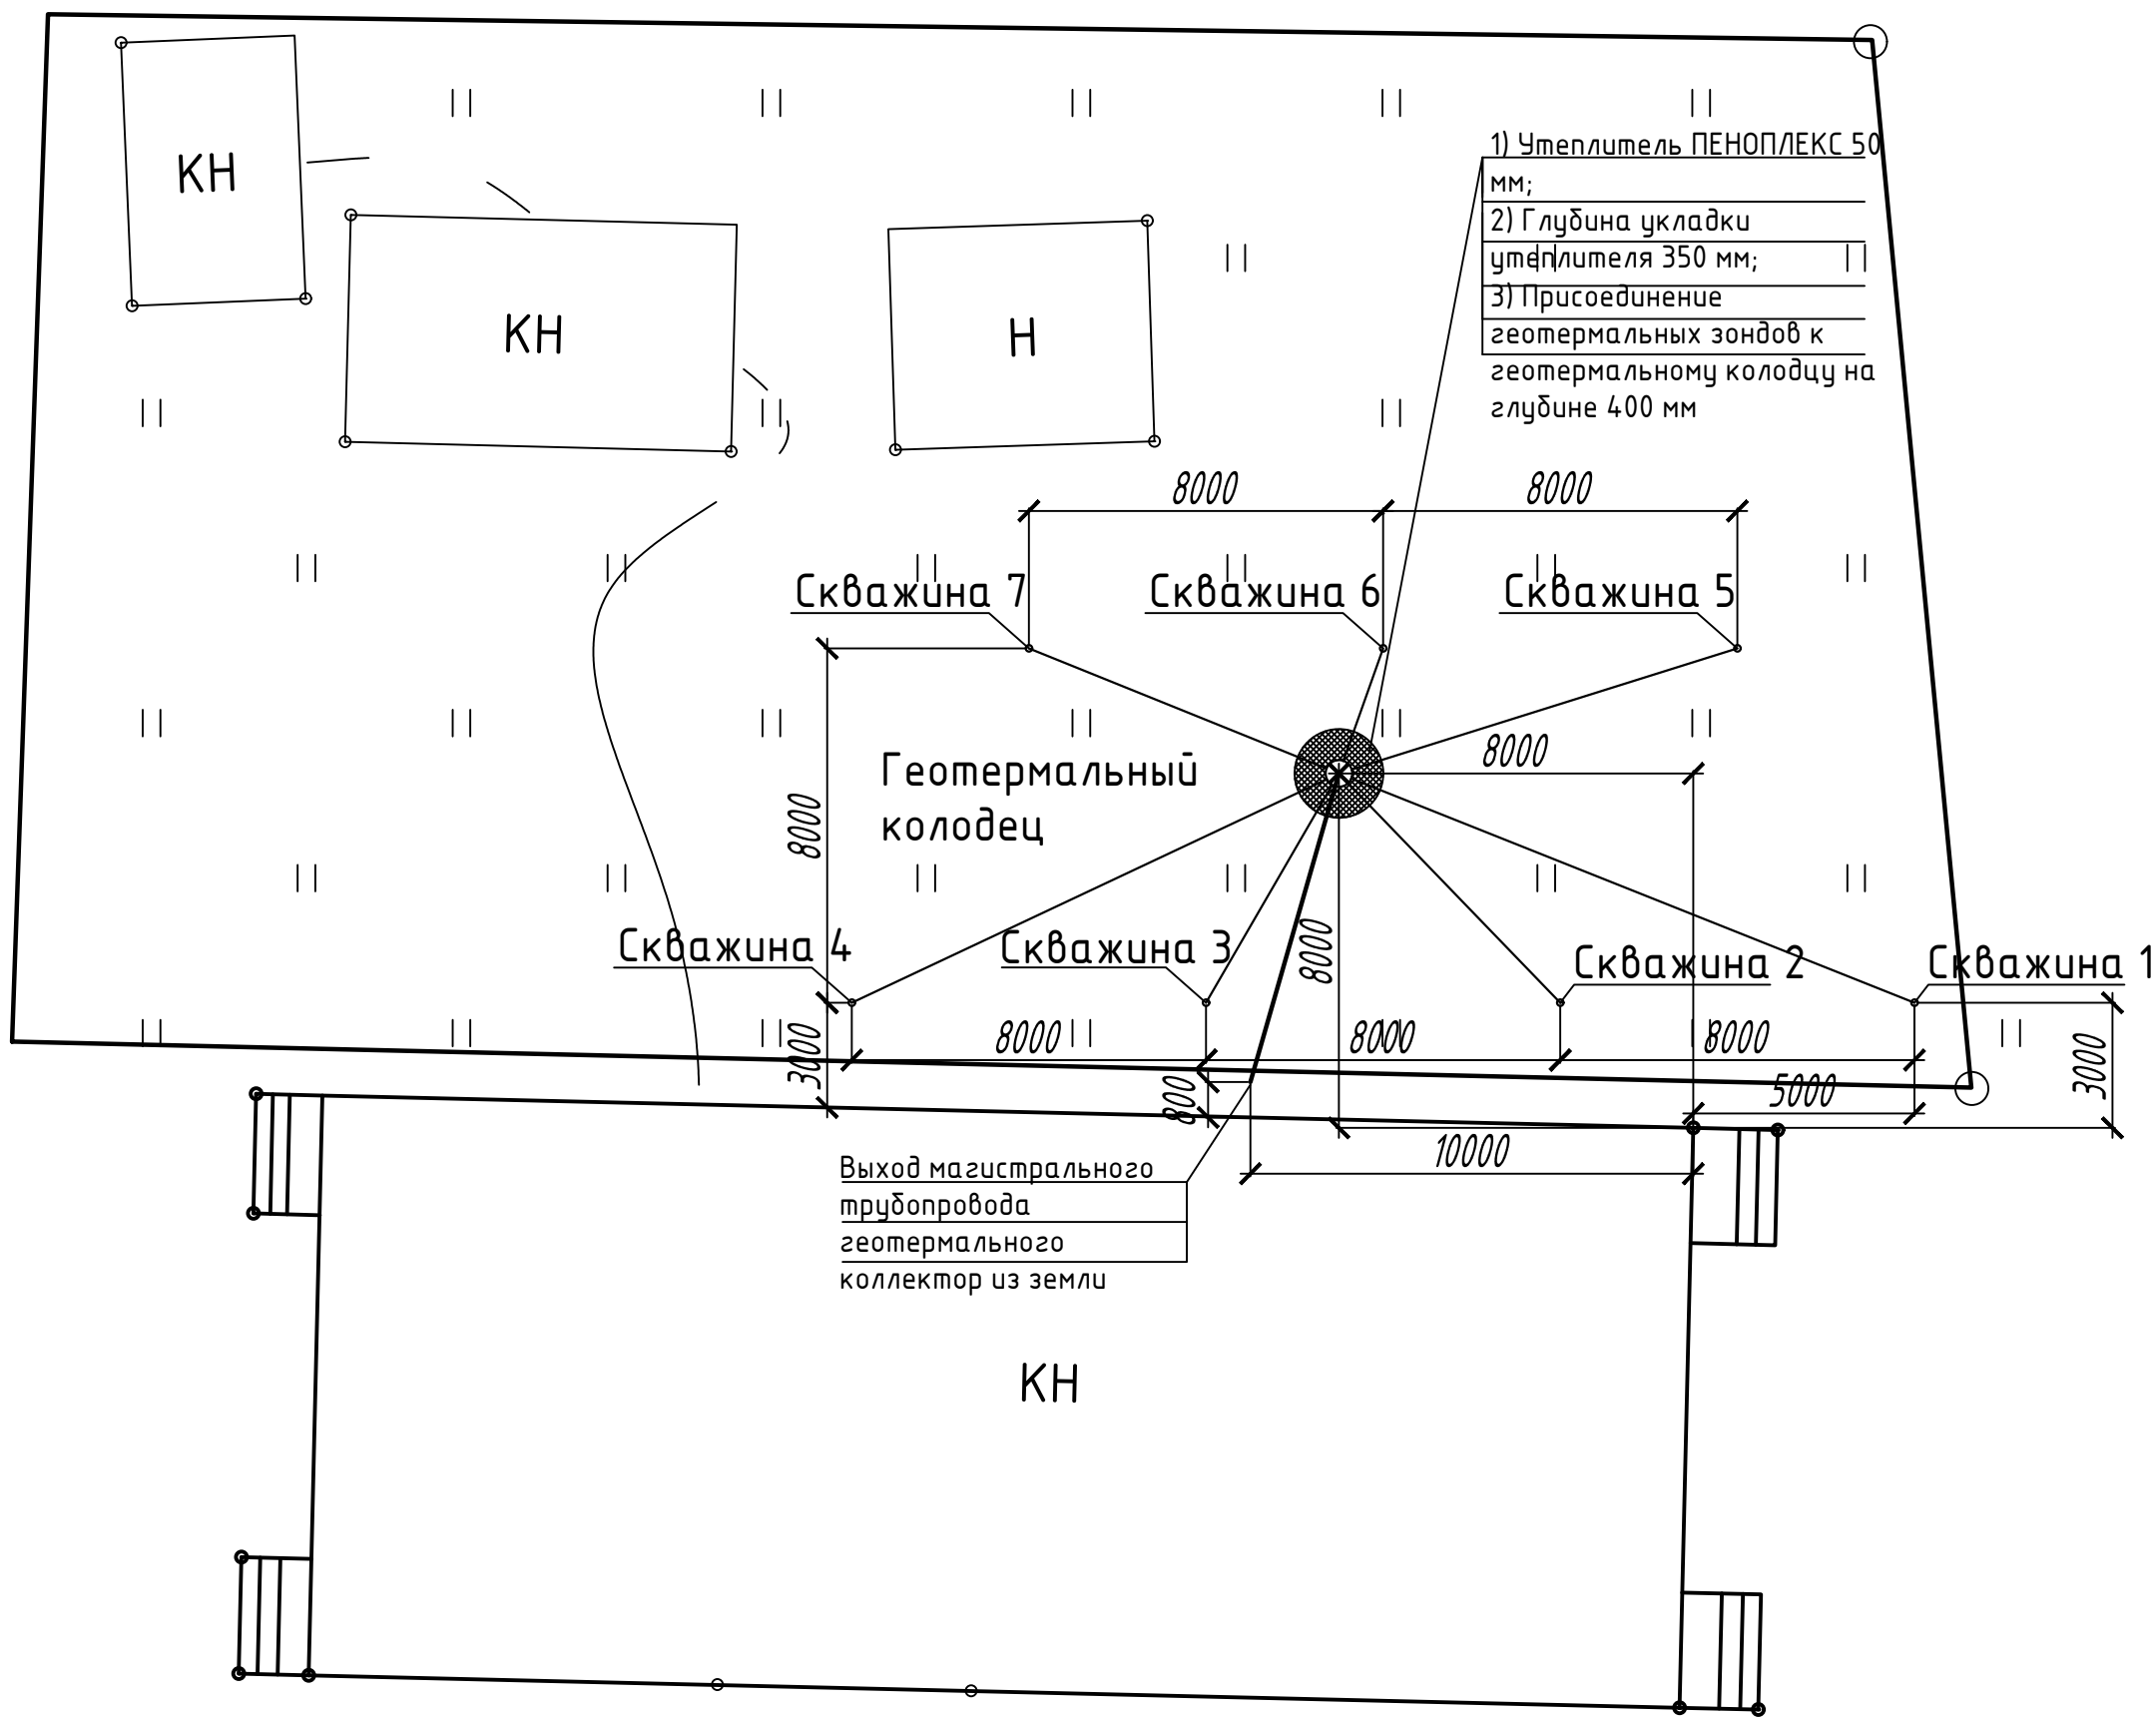 КН
1) Утеплитель ПЕНОПЛЕКС 50
мм;
2) Глубина укладки
утеплителя 350 мм;
3) Присоединение
геотермальных зондов к
геотермальному колодцу на
глубине 400 мм
КН
Н
8000
8000
Скважина 7
Скважина 6
Скважина 5
8000
Геотермальный
колодец
8000
8000
Скважина 4
Скважина 3
Скважина 2
Скважина 1
8000
8000
8000
3000
3000
800
5000
10000
Выход магистрального
трубопровода
геотермального
коллектор из земли
КН